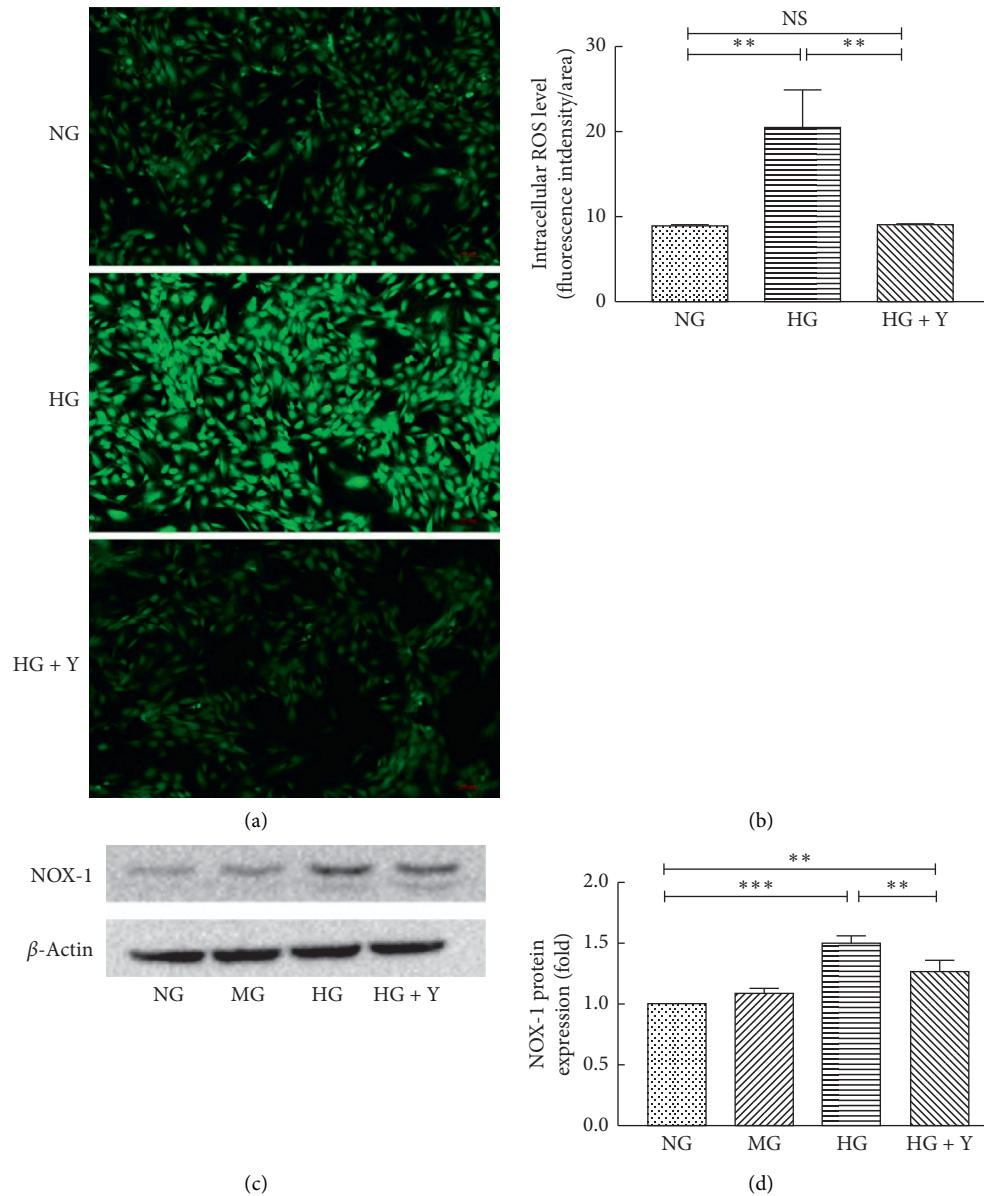 NG
HG
HG + Y
(a)
NS
**
**
30
20
10
0
Intracellular ROS level
(fluorescence intdensity/area)
NG
HG
HG + Y
(b)
NOX-1
β-Actin
NG
MG
HG
HG + Y
(c)
**
***
**
2.0
1.5
1.0
0.5
0.0
NOX-1 protein
expression (fold)
NG
MG
HG
HG + Y
(d)